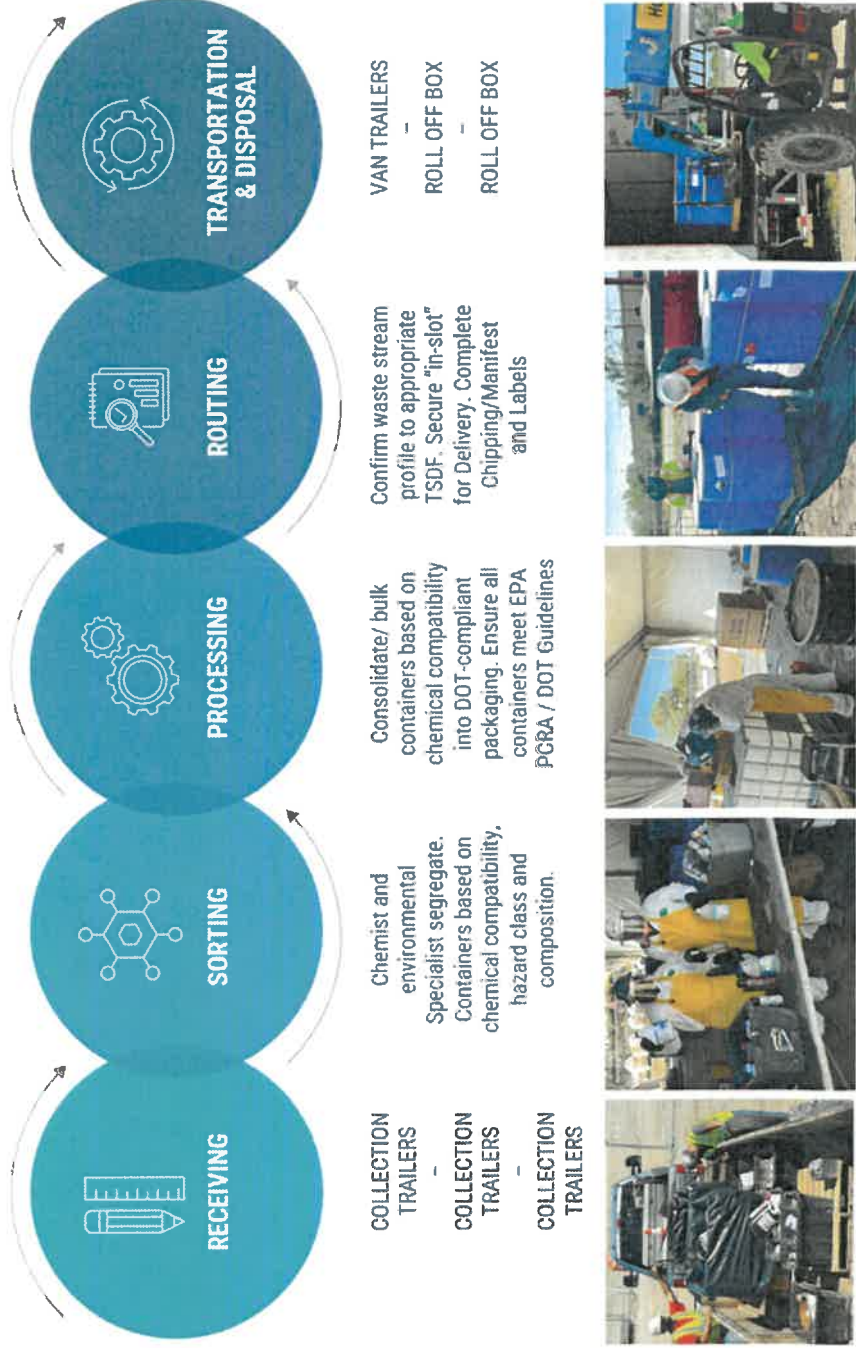 RECEIVING
COLLECTION
TRAILERS
-
COLLECTION
TRAILERS
-
COLLECTION
TRAILERS
SORTING
Chemist and
environmental
Specialist segregate.
Containers based on
chemical compatibility,
hazard class and
composition.
PROCESSING
Consolidate/ bulk
containers based on
chemical compatibility
into DOT-compliant
packaging. Ensure all
containers meet EPA
PCRA / DOT Guidelines
ROUTING
Confirm waste stream
profile to appropriate
TSDF. Secure "in-slot"
for Delivery. Complete
Chipping/Manifest
and Labels
TRANSPORTATION
& DISPOSAL
VAN TRAILERS
-
ROLL OFF BOX
-
ROLL OFF BOX